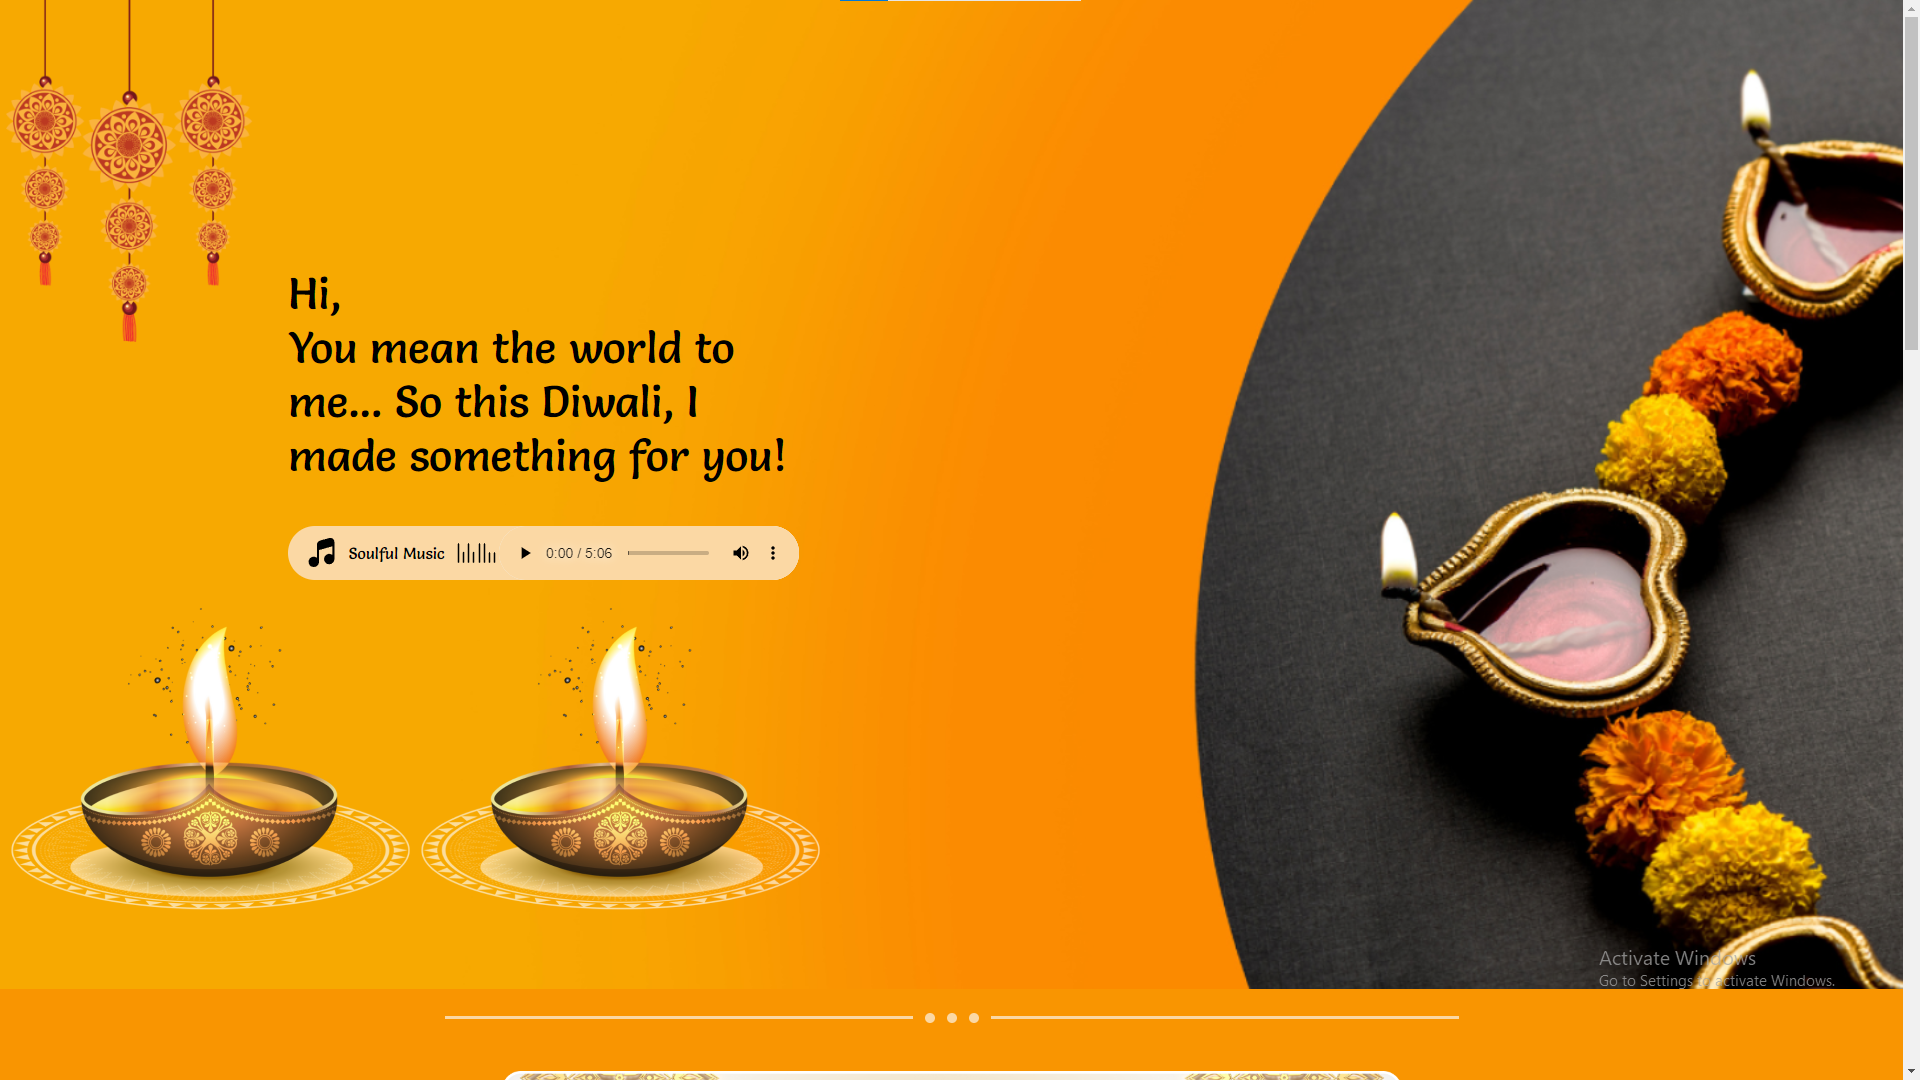 Hi,
You mean the world to
me... So this Diwali, I
made something for you!
Soulful Music 0:00 / 5:06
Activate Windows
Go to Settings to activate Windows.